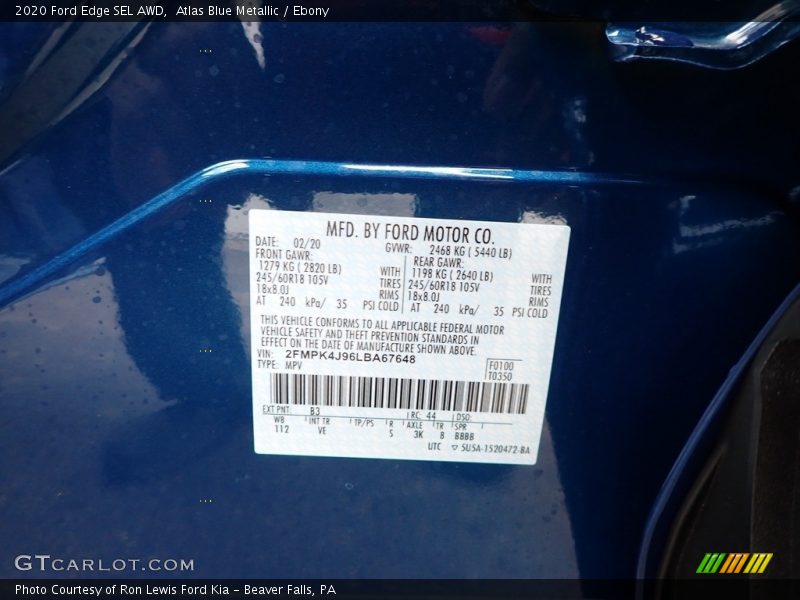 2020 Ford Edge SEL AWD, Atlas Blue Metallic / Ebony
MFD. BY FORD MOTOR CO.
DATE: 02/20 GVWR: 2468 KG ( 5440 LB)
FRONT GAWR: REAR GAWR:
1279 KG ( 2820 LB) WITH 1198 KG ( 2640 LB) WITH
245/60R18 105V TIRES 245/60R18 105V TIRES
18x8.0J RIMS 18x8.0J RIMS
AT 240 kPa/ 35 PSI COLD AT 240 kPa/ 35 PSI COLD
THIS VEHICLE CONFORMS TO ALL APPLICABLE FEDERAL MOTOR
VEHICLE SAFETY AND THEFT PREVENTION STANDARDS IN
EFFECT ON THE DATE OF MANUFACTURE SHOWN ABOVE.
VIN: 2FMPK4J96LBA67648 F0100
TYPE: MPV T0350
EXT PNT: B3 RC: 44 DSO:
WB INT TR TP/PS R AXLE TR SPR
112 VE S 3K 8 BBBB
UTC ▽ 5USA-1520472-BA
GTCARLOT.COM
Photo Courtesy of Ron Lewis Ford Kia - Beaver Falls, PA